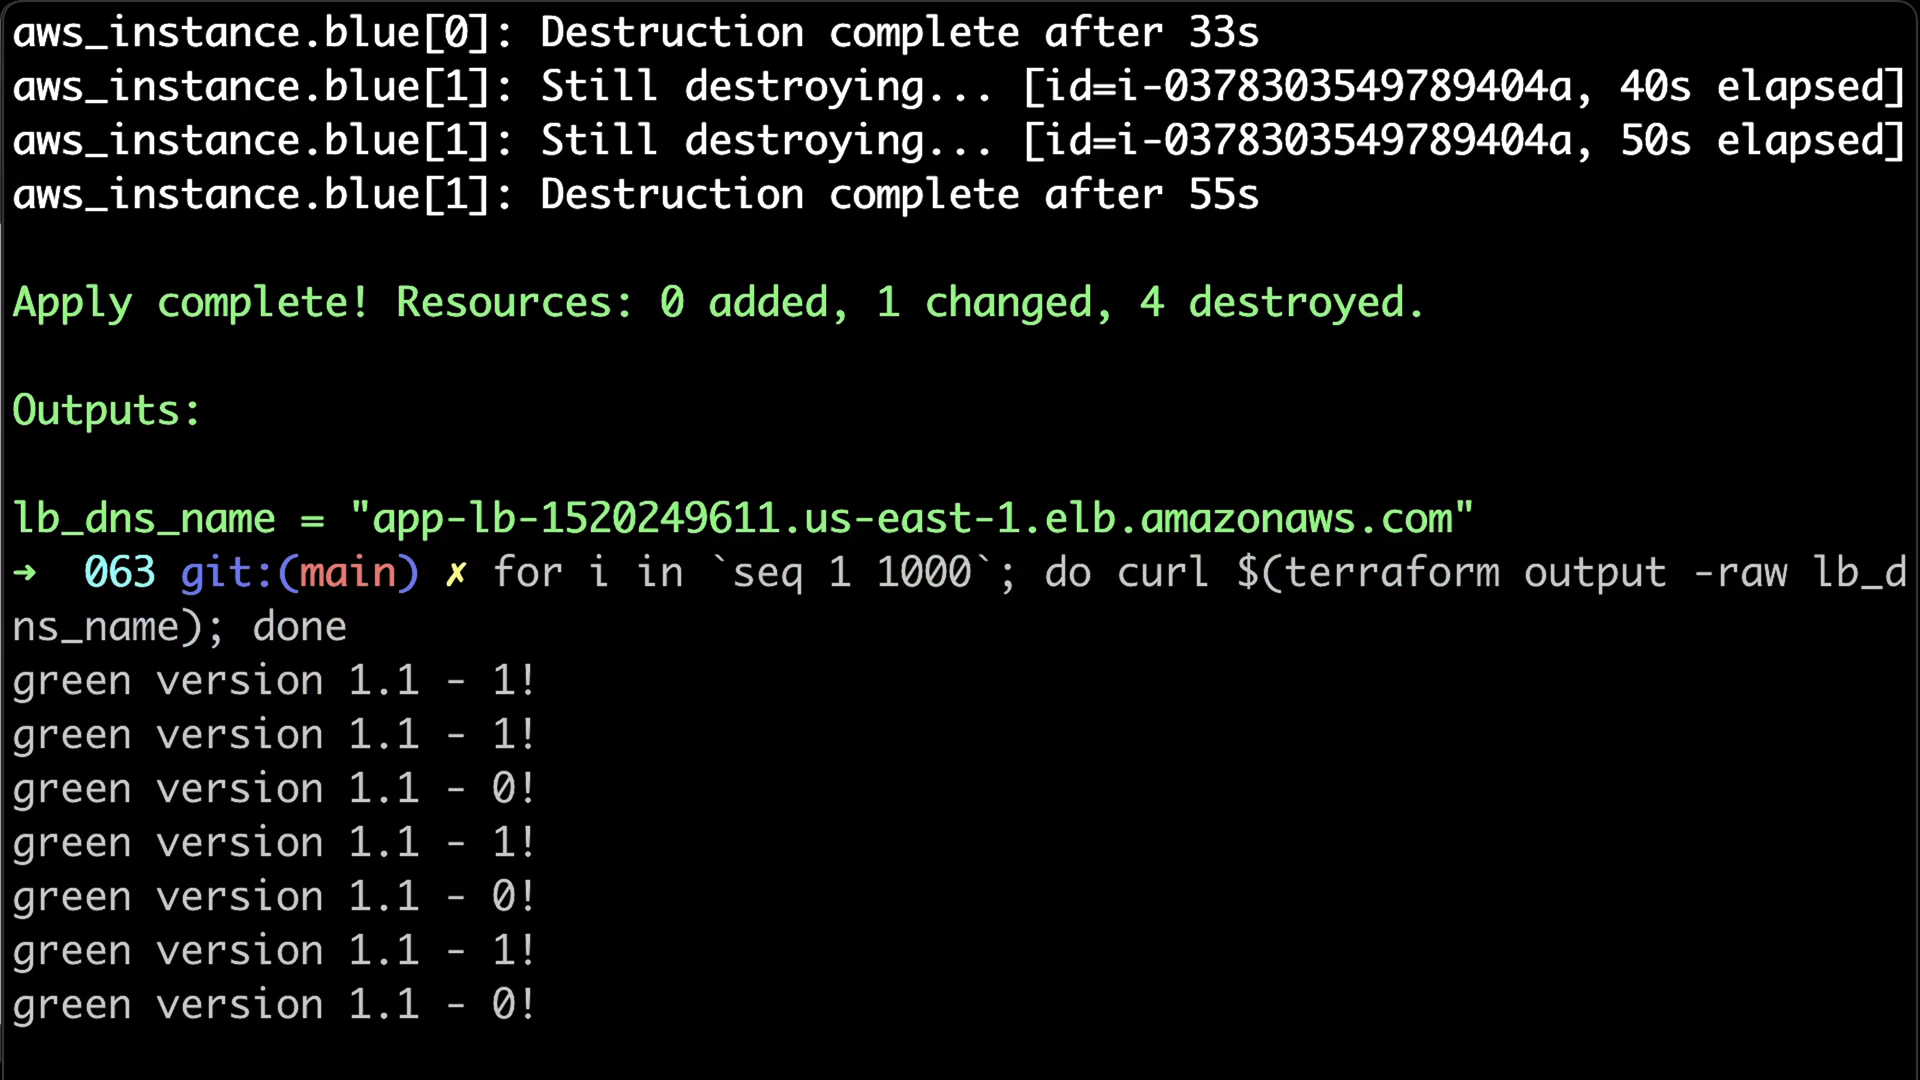 aws_instance.blue[0]: Destruction complete after 33s
aws_instance.blue[1]: Still destroying... [id=i-0378303549789404a, 40s elapsed]
aws_instance.blue[1]: Still destroying... [id=i-0378303549789404a, 50s elapsed]
aws_instance.blue[1]: Destruction complete after 55s
Apply complete! Resources: 0 added, 1 changed, 4 destroyed.
Outputs:
lb_dns_name = "app-lb-1520249611.us-east-1.elb.amazonaws.com"
➜  063 git:(main) ✗ for i in `seq 1 1000`; do curl $(terraform output -raw lb_d
ns_name); done
green version 1.1 - 1!
green version 1.1 - 1!
green version 1.1 - 0!
green version 1.1 - 1!
green version 1.1 - 0!
green version 1.1 - 1!
green version 1.1 - 0!